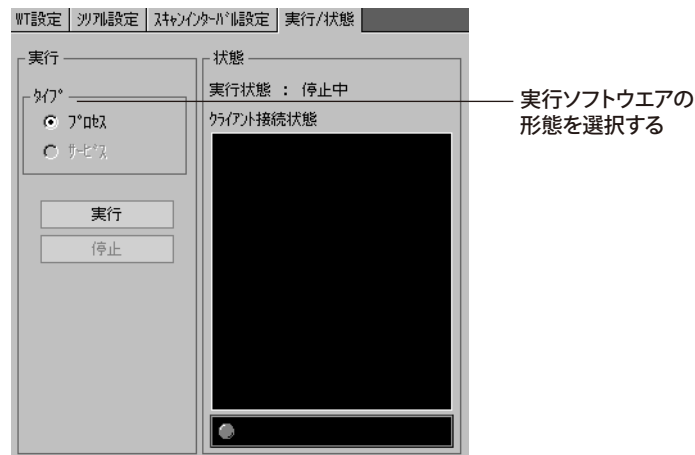 WT設定 ｼﾘｱﾙ設定 ｽｷｬﾝｲﾝﾀｰﾊﾞﾙ設定 実行/状態
実行
ﾀｲﾌﾟ
ﾌﾟﾛｾｽ
ｻｰﾋﾞｽ
実行
停止
状態
実行状態 : 停止中
ｸﾗｲｱﾝﾄ接続状態
実行ソフトウエアの
形態を選択する